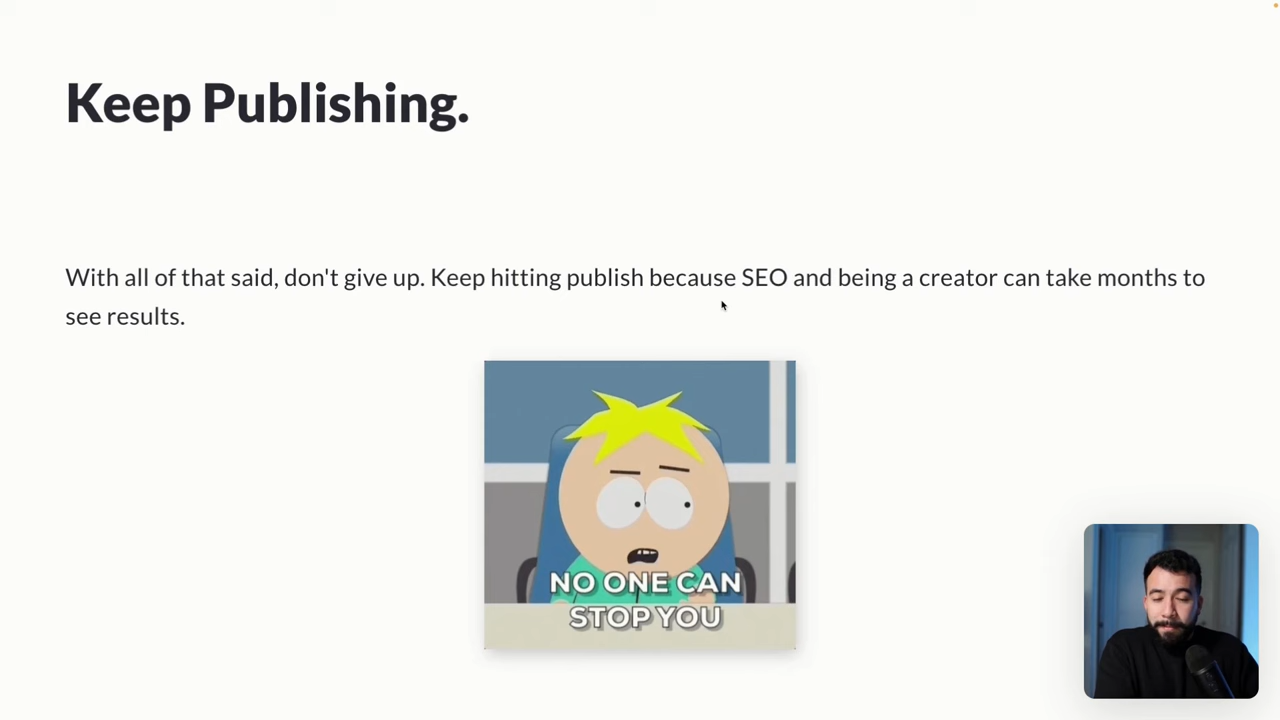 Keep Publishing.
With all of that said, don't give up. Keep hitting publish because SEO and being a creator can take months to
see results.
NO ONE CAN
STOP YOU